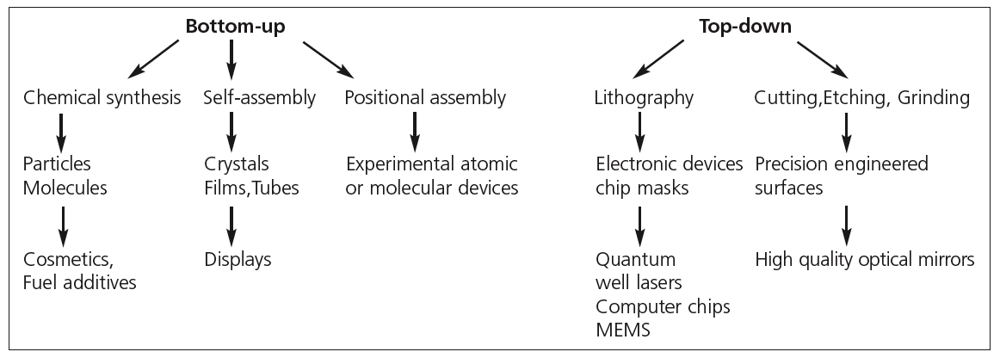 Bottom-up
Top-down
Chemical synthesis
Self-assembly
Positional assembly
Lithography
Cutting,Etching, Grinding
Particles
Molecules
Crystals
Films,Tubes
Experimental atomic
or molecular devices
Electronic devices
chip masks
Precision engineered
surfaces
Cosmetics,
Fuel additives
Displays
Quantum
well lasers
Computer chips
MEMS
High quality optical mirrors